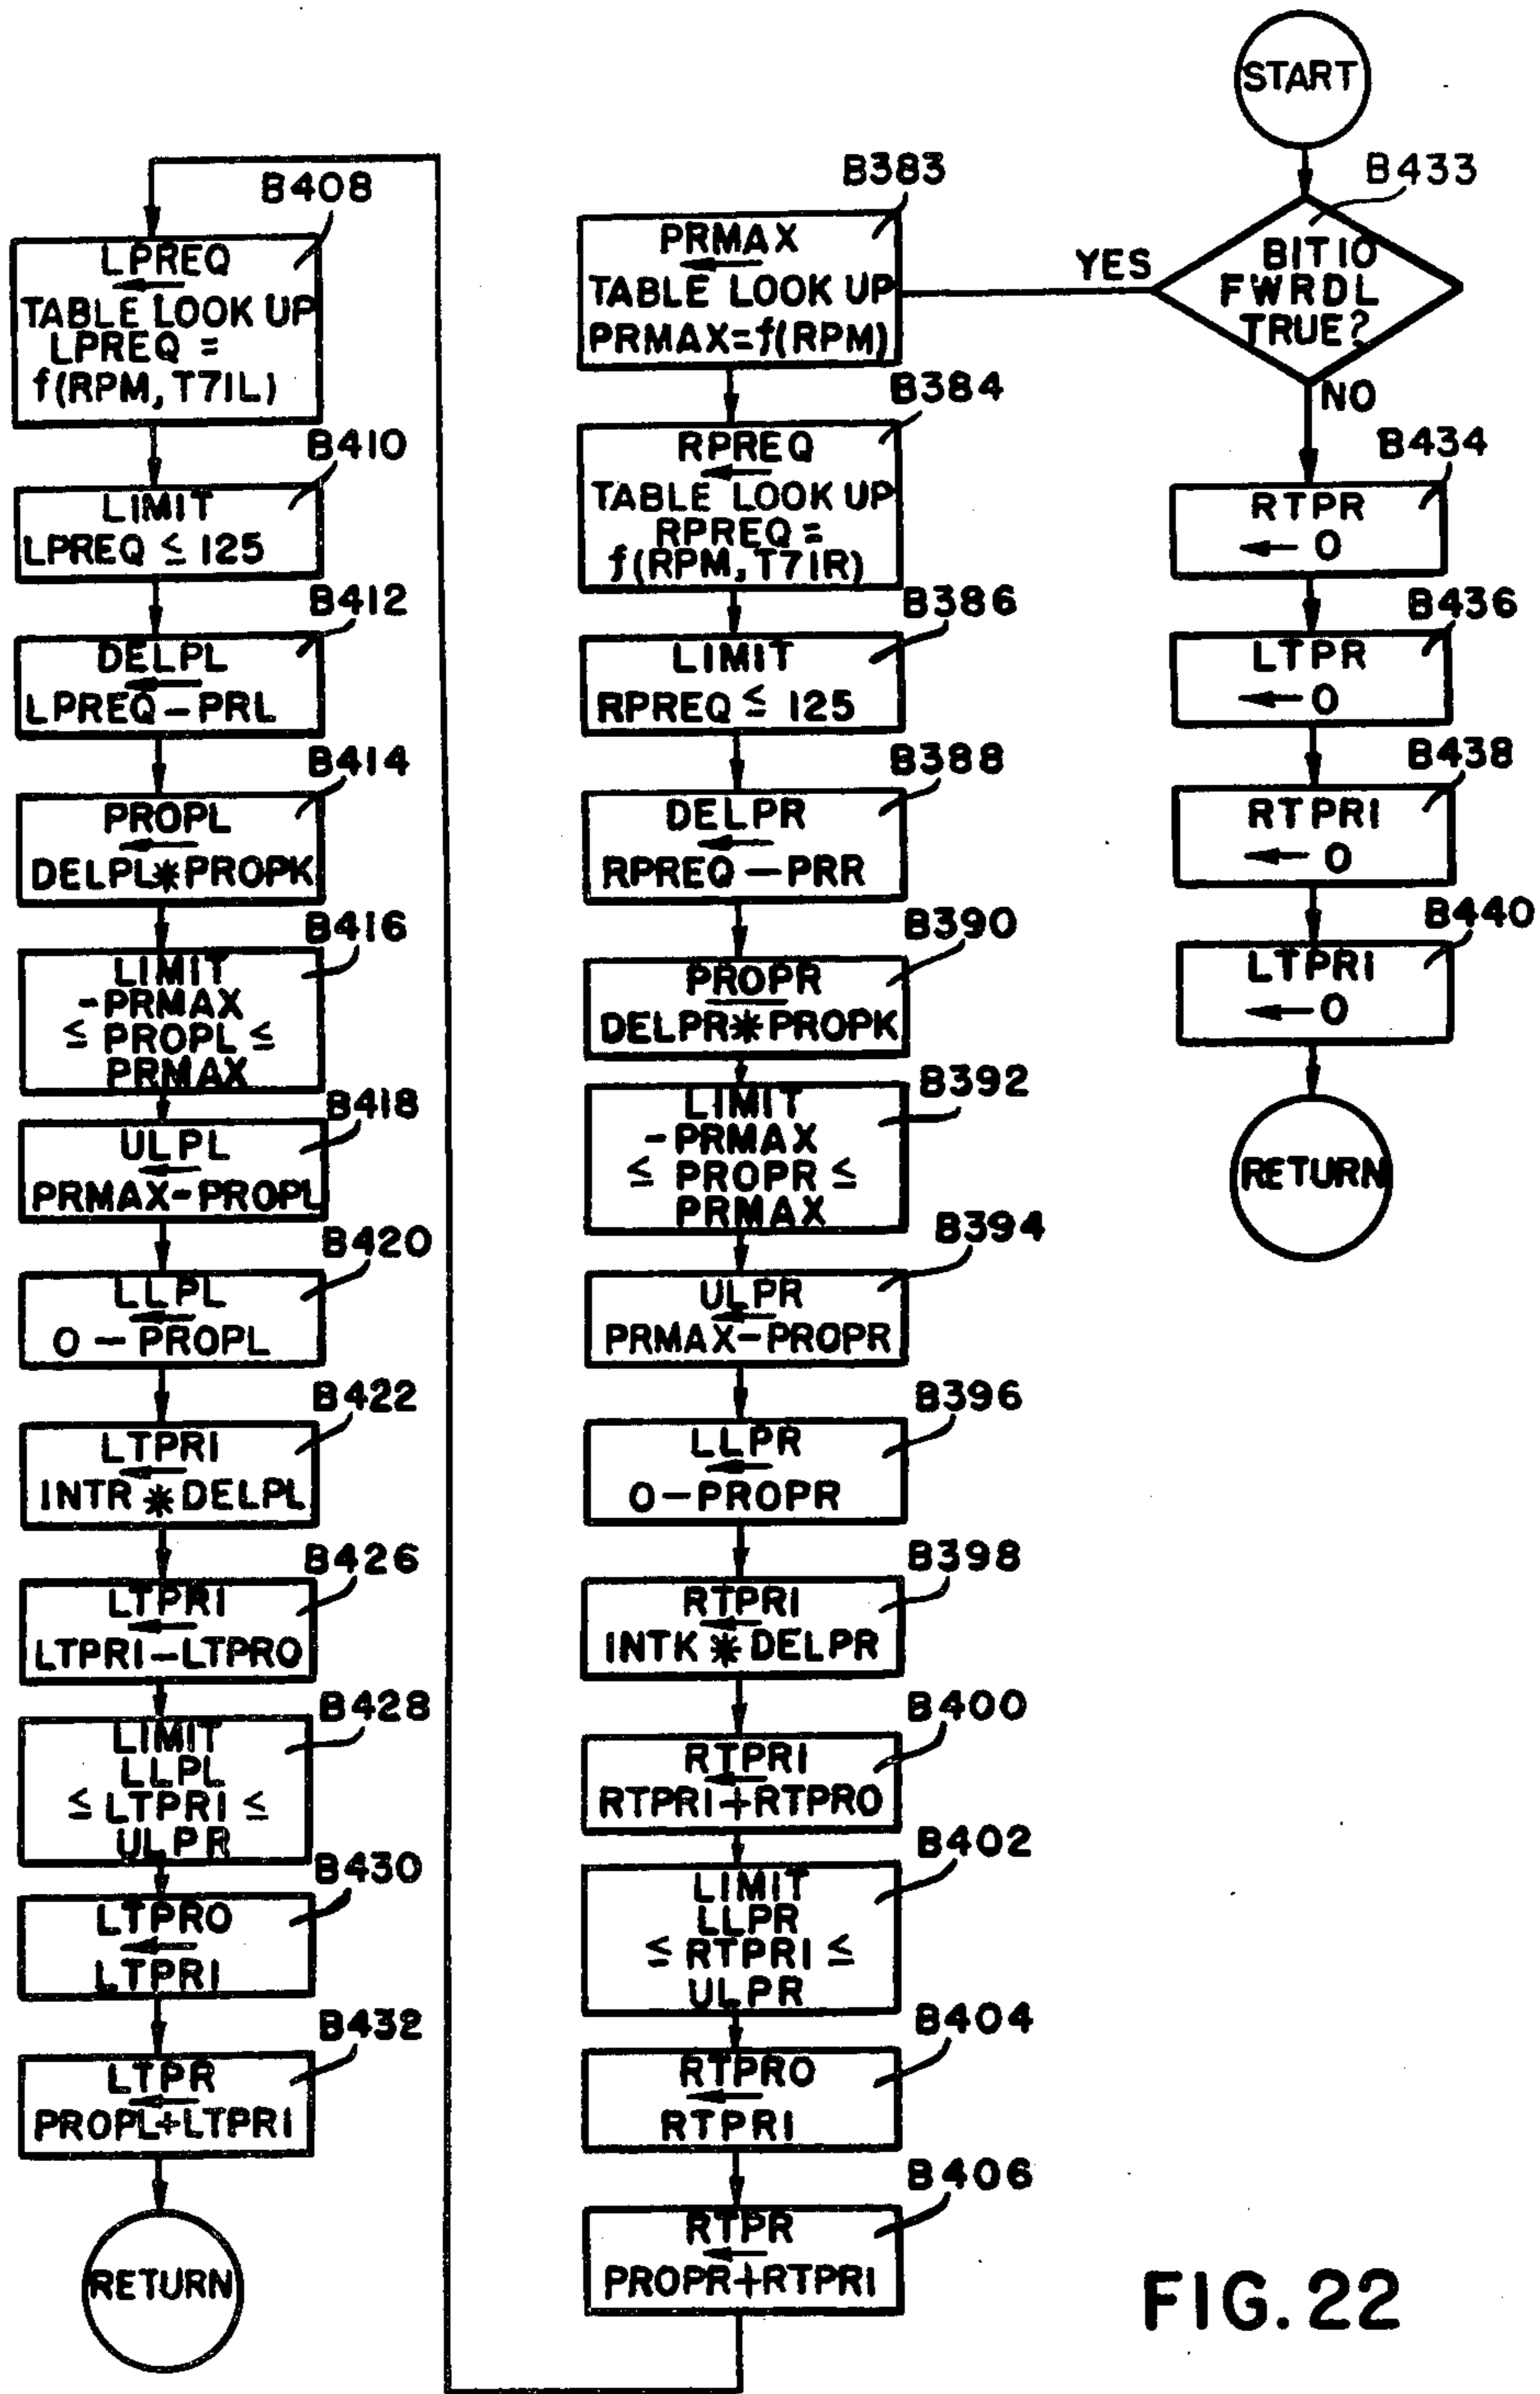 START
B433
BIT10
FWRDL
TRUE?
YES
NO
B434
RTPR
← 0
B436
LTPR
← 0
B438
RTPRI
← 0
B440
LTPRI
← 0
RETURN
B383
PRMAX
←
TABLE LOOK UP
PRMAX=f(RPM)
B384
RPREQ
←
TABLE LOOK UP
RPREQ =
f(RPM, T71R)
B386
LIMIT
RPREQ ≤ 125
B388
DELPR
←
RPREQ – PRR
B390
PROPR
DELPR*PROPK
B392
LIMIT
-PRMAX
≤ PROPR ≤
PRMAX
B394
ULPR
←
PRMAX-PROPR
B396
LLPR
←
0-PROPR
B398
RTPRI
←
INTK * DELPR
B400
RTPRI
←
RTPRI+RTPRO
B402
LIMIT
LLPR
≤ RTPRI ≤
ULPR
B404
RTPRO
←
RTPRI
B406
RTPR
←
PROPR+RTPRI
B408
LPREQ
←
TABLE LOOK UP
LPREQ =
f(RPM, T71L)
B410
LIMIT
LPREQ ≤ 125
B412
DELPL
←
LPREQ-PRL
B414
PROPL
←
DELPL*PROPK
B416
LIMIT
-PRMAX
≤ PROPL ≤
PRMAX
B418
ULPL
←
PRMAX-PROPL
B420
LLPL
←
0 - PROPL
B422
LTPRI
←
INTR * DELPL
B426
LTPRI
←
LTPRI-LTPRO
B428
LIMIT
LLPL
≤ LTPRI ≤
ULPR
B430
LTPRO
←
LTPRI
B432
LTPR
←
PROPL+LTPRI
RETURN
FIG. 22